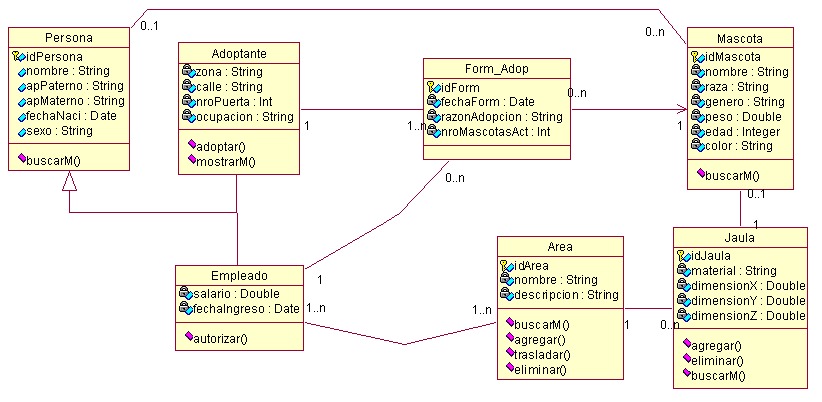 Persona
idPersona
nombre : String
apPaterno : String
apMaterno : String
fechaNaci : Date
sexo : String
buscarM()
0..1
0..n
Adoptante
zona : String
calle : String
nroPuerta : Int
ocupacion : String
adoptar()
mostrarM()
1
1..n
Form_Adop
idForm
fechaForm : Date
razonAdopcion : String
nroMascotasAct : Int
0..n
1
0..n
Mascota
idMascota
nombre : String
raza : String
genero : String
peso : Double
edad : Integer
color : String
buscarM()
0..1
1
Empleado
salario : Double
fechaIngreso : Date
autorizar()
1
1..n
1..n
Area
idArea
nombre : String
descripcion : String
buscarM()
agregar()
trasladar()
eliminar()
1
0..n
Jaula
idJaula
material : String
dimensionX : Double
dimensionY : Double
dimensionZ : Double
agregar()
eliminar()
buscarM()